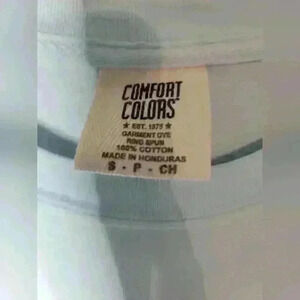 COMFORT
COLORS
★ EST. 1975 ★
GARMENT DYE
RING SPUN
100% COTTON
MADE IN HONDURAS
S - P - CH